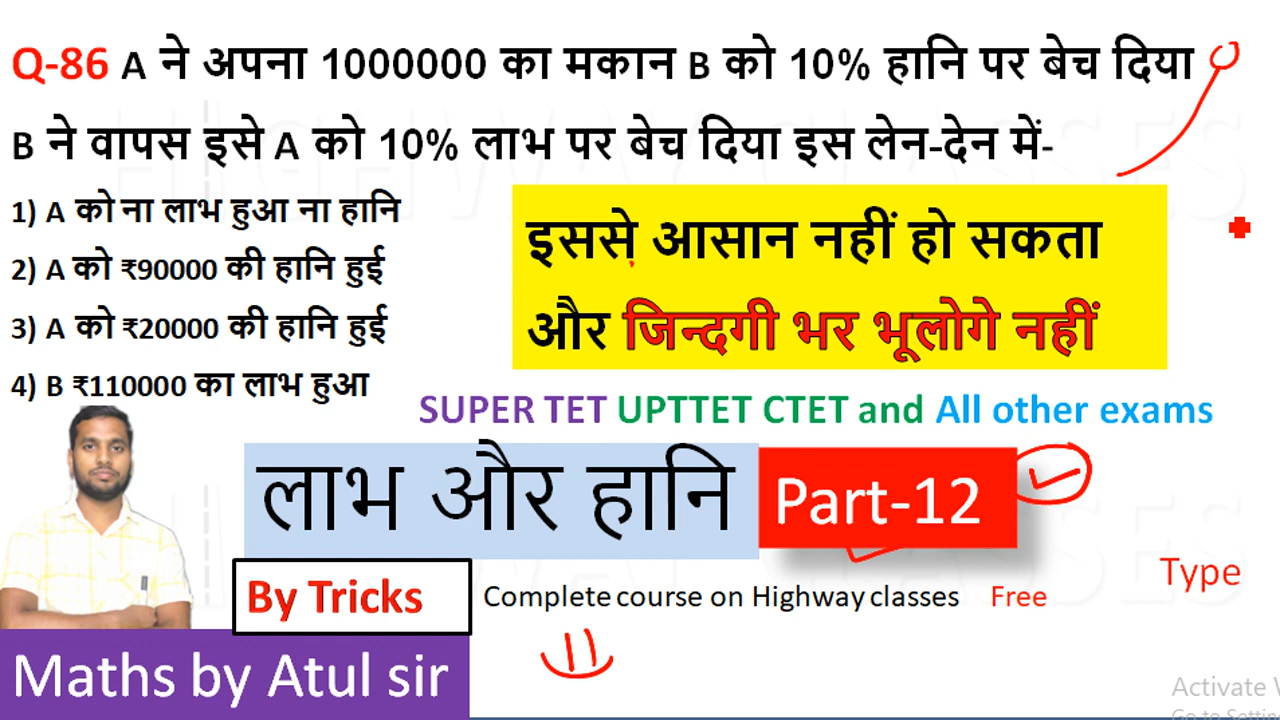 Q-86 A ने अपना 1000000 का मकान B को 10% हानि पर बेच दिया
B ने वापस इसे A को 10% लाभ पर बेच दिया इस लेन-देन में-
1) A को ना लाभ हुआ ना हानि
2) A को ₹90000 की हानि हुई
3) A को ₹20000 की हानि हुई
4) B ₹110000 का लाभ हुआ
इससे आसान नहीं हो सकता
और जिन्दगी भर भूलोगे नहीं
SUPER TET UPTTET CTET and All other exams
लाभ और हानि Part-12
By Tricks
Complete course on Highway classes Free
Type
Maths by Atul sir
Activate